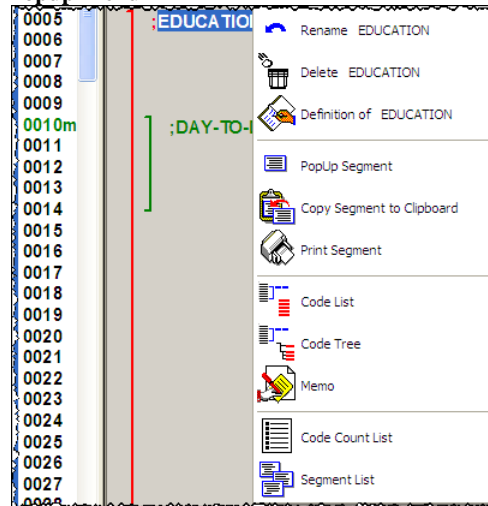 0005 ;EDUCATION
0006
0007
0008
0009
0010m ;DAY-TO-
0011
0012
0013
0014
0015
0016
0017
0018
0019
0020
0021
0022
0023
0024
0025
0026
0027
Rename EDUCATION
Delete EDUCATION
Definition of EDUCATION
PopUp Segment
Copy Segment to Clipboard
Print Segment
Code List
Code Tree
Memo
Code Count List
Segment List